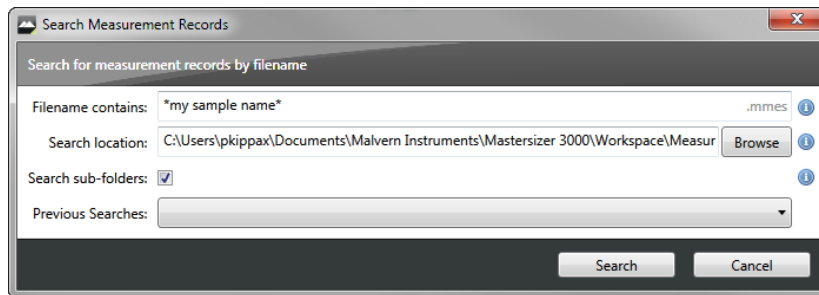 Search Measurement Records
Search for measurement records by filename
Filename contains: *my sample name* .mmes
Search location: C:\Users\pkippax\Documents\Malvern Instruments\Mastersizer 3000\Workspace\Measur Browse
Search sub-folders:
Previous Searches:
Search Cancel